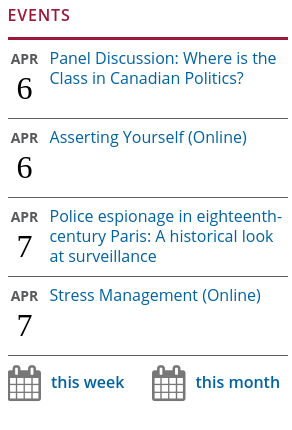 EVENTS
APR
6
Panel Discussion: Where is the
Class in Canadian Politics?
APR
6
Asserting Yourself (Online)
APR
7
Police espionage in eighteenth-
century Paris: A historical look
at surveillance
APR
7
Stress Management (Online)
this week
this month